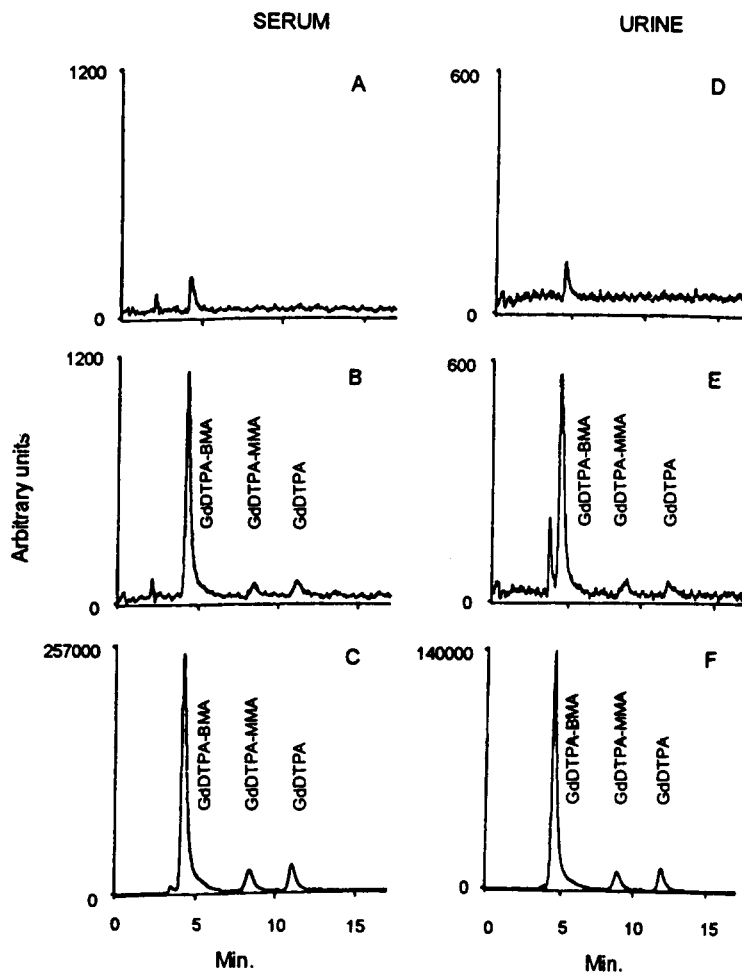 SERUM
URINE
1200
A
0
600
D
0
1200
B
GdDTPA-BMA
GdDTPA-MMA
GdDTPA
0
600
E
GdDTPA-BMA
GdDTPA-MMA
GdDTPA
0
Arbitrary units
257000
C
GdDTPA-BMA
GdDTPA-MMA
GdDTPA
0
0 5 10 15
Min.
140000
F
GdDTPA-BMA
GdDTPA-MMA
GdDTPA
0
0 5 10 15
Min.